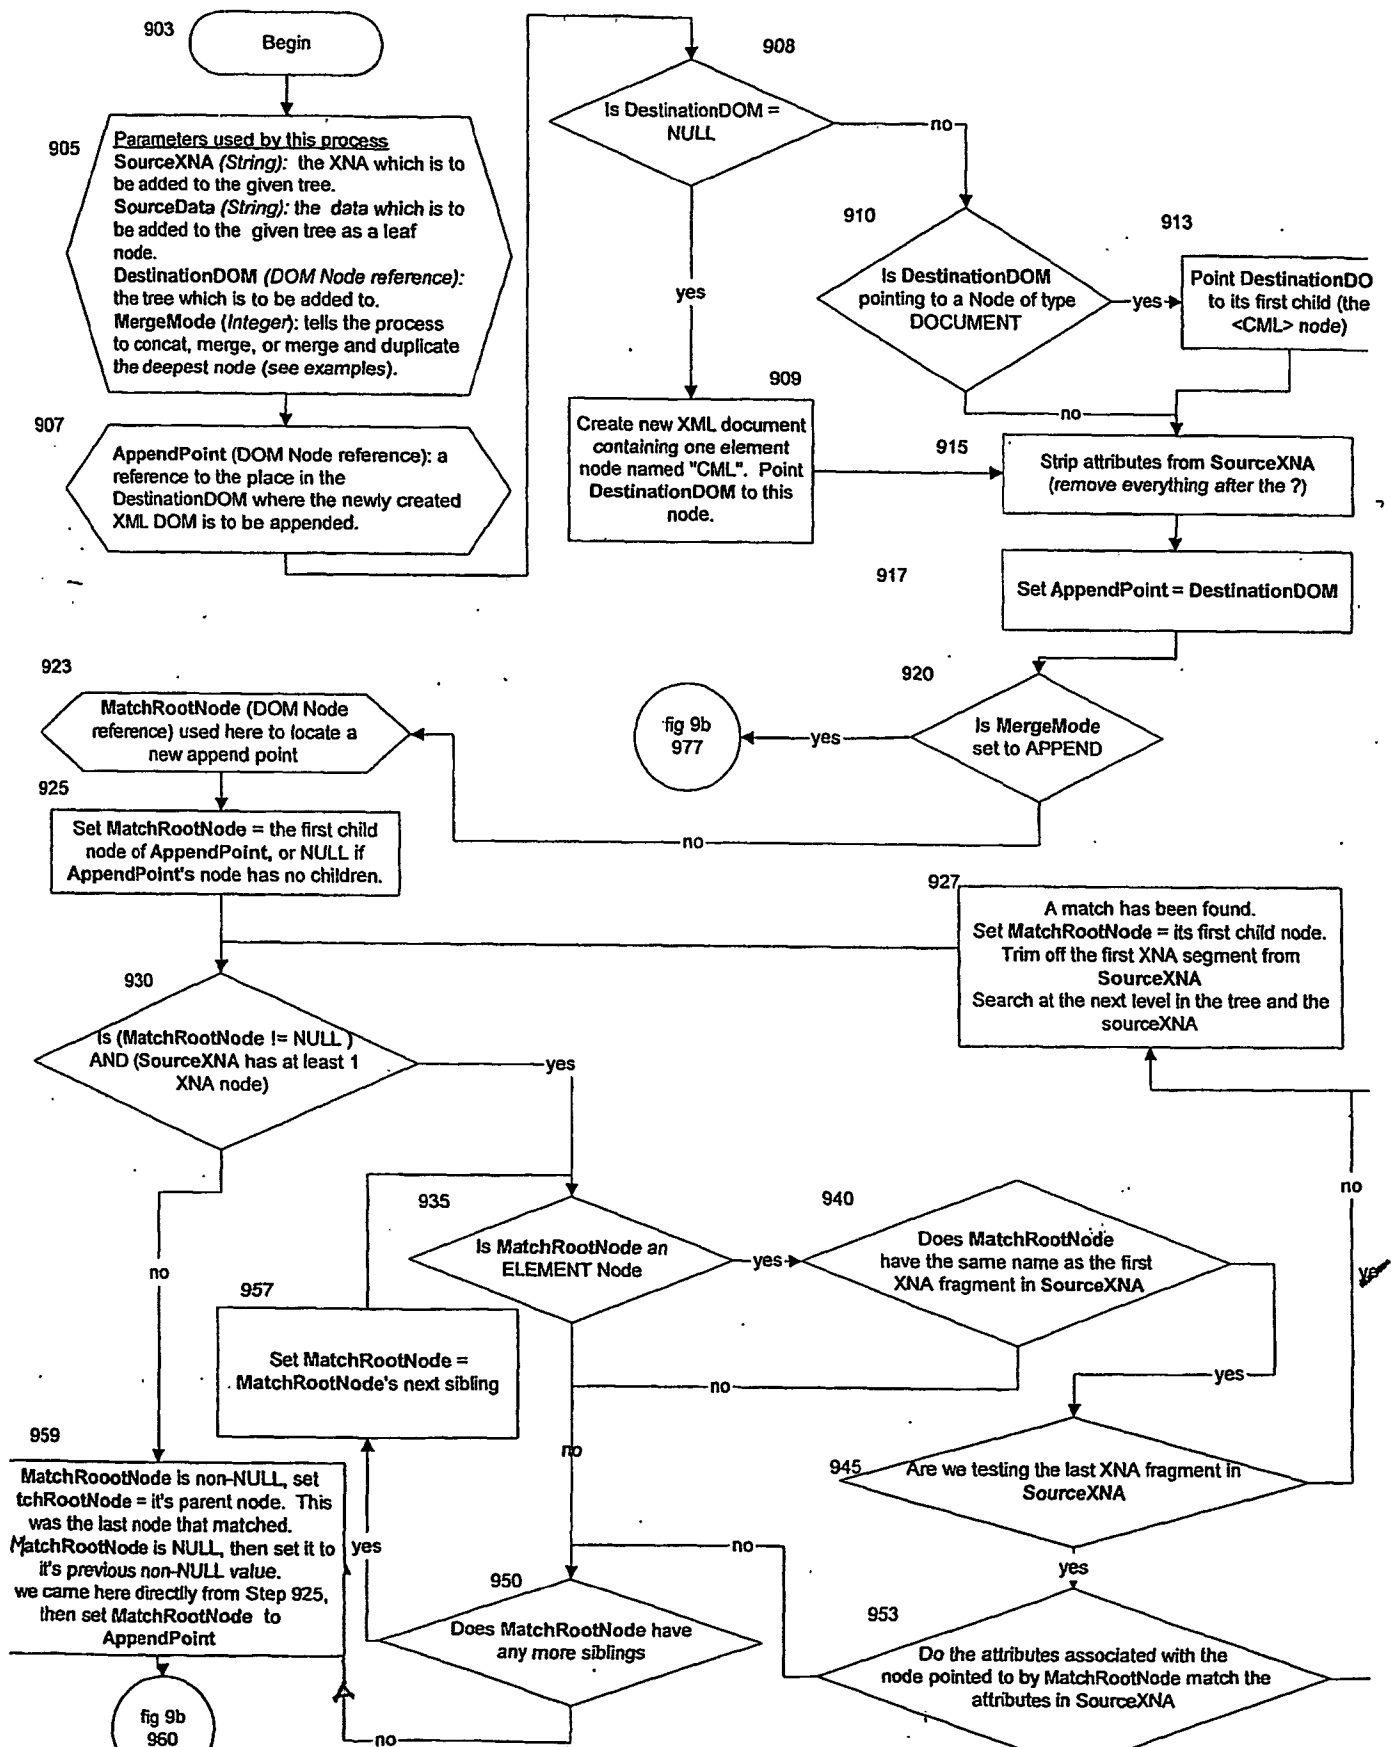 903
Begin
905
Parameters used by this process
SourceXNA (String): the XNA which is to
be added to the given tree.
SourceData (String): the data which is to
be added to the given tree as a leaf
node.
DestinationDOM (DOM Node reference):
the tree which is to be added to.
MergeMode (Integer): tells the process
to concat, merge, or merge and duplicate
the deepest node (see examples).
907
AppendPoint (DOM Node reference): a
reference to the place in the
DestinationDOM where the newly created
XML DOM is to be appended.
908
Is DestinationDOM =
NULL
no
yes
910
Is DestinationDOM
pointing to a Node of type
DOCUMENT
yes
no
913
Point DestinationDO
to its first child (the
<CML> node)
909
Create new XML document
containing one element
node named "CML". Point
DestinationDOM to this
node.
915
Strip attributes from SourceXNA
(remove everything after the ?)
917
Set AppendPoint = DestinationDOM
920
Is MergeMode
set to APPEND
yes
fig 9b
977
no
923
MatchRootNode (DOM Node
reference) used here to locate a
new append point
925
Set MatchRootNode = the first child
node of AppendPoint, or NULL if
AppendPoint's node has no children.
927
A match has been found.
Set MatchRootNode = its first child node.
Trim off the first XNA segment from
SourceXNA
Search at the next level in the tree and the
sourceXNA
930
Is (MatchRootNode != NULL )
AND (SourceXNA has at least 1
XNA node)
yes
no
935
Is MatchRootNode an
ELEMENT Node
yes
no
940
Does MatchRootNode
have the same name as the first
XNA fragment in SourceXNA
yes
no
957
Set MatchRootNode =
MatchRootNode's next sibling
945
Are we testing the last XNA fragment in
SourceXNA
no
yes
ye
959
MatchRoootNode is non-NULL, set
tchRootNode = it's parent node. This
was the last node that matched.
MatchRootNode is NULL, then set it to
it's previous non-NULL value.
we came here directly from Step 925,
then set MatchRootNode to
AppendPoint
fig 9b
960
950
Does MatchRootNode have
any more siblings
yes
no
953
Do the attributes associated with the
node pointed to by MatchRootNode match the
attributes in SourceXNA
no